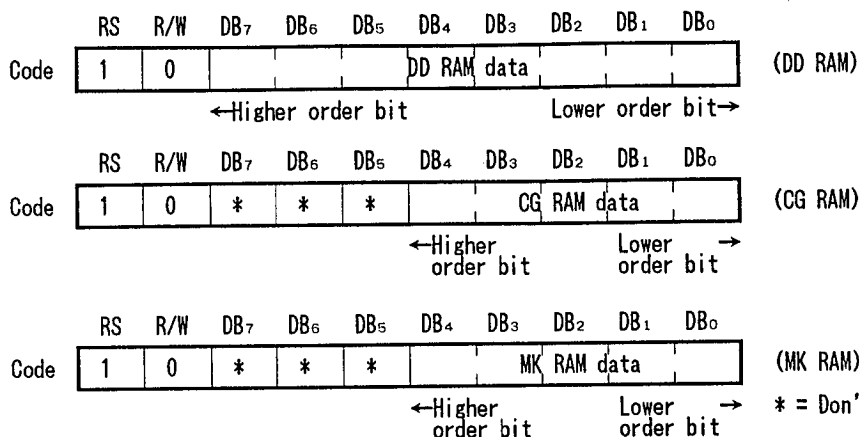 RS R/W DB7 DB6 DB5 DB4 DB3 DB2 DB1 DB0
Code 1 0 DD RAM data (DD RAM)
←Higher order bit Lower order bit→
RS R/W DB7 DB6 DB5 DB4 DB3 DB2 DB1 DB0
Code 1 0 * * * CG RAM data (CG RAM)
←Higher Lower →
order bit order bit
RS R/W DB7 DB6 DB5 DB4 DB3 DB2 DB1 DB0
Code 1 0 * * * MK RAM data (MK RAM)
←Higher Lower → * = Don'
order bit order bit